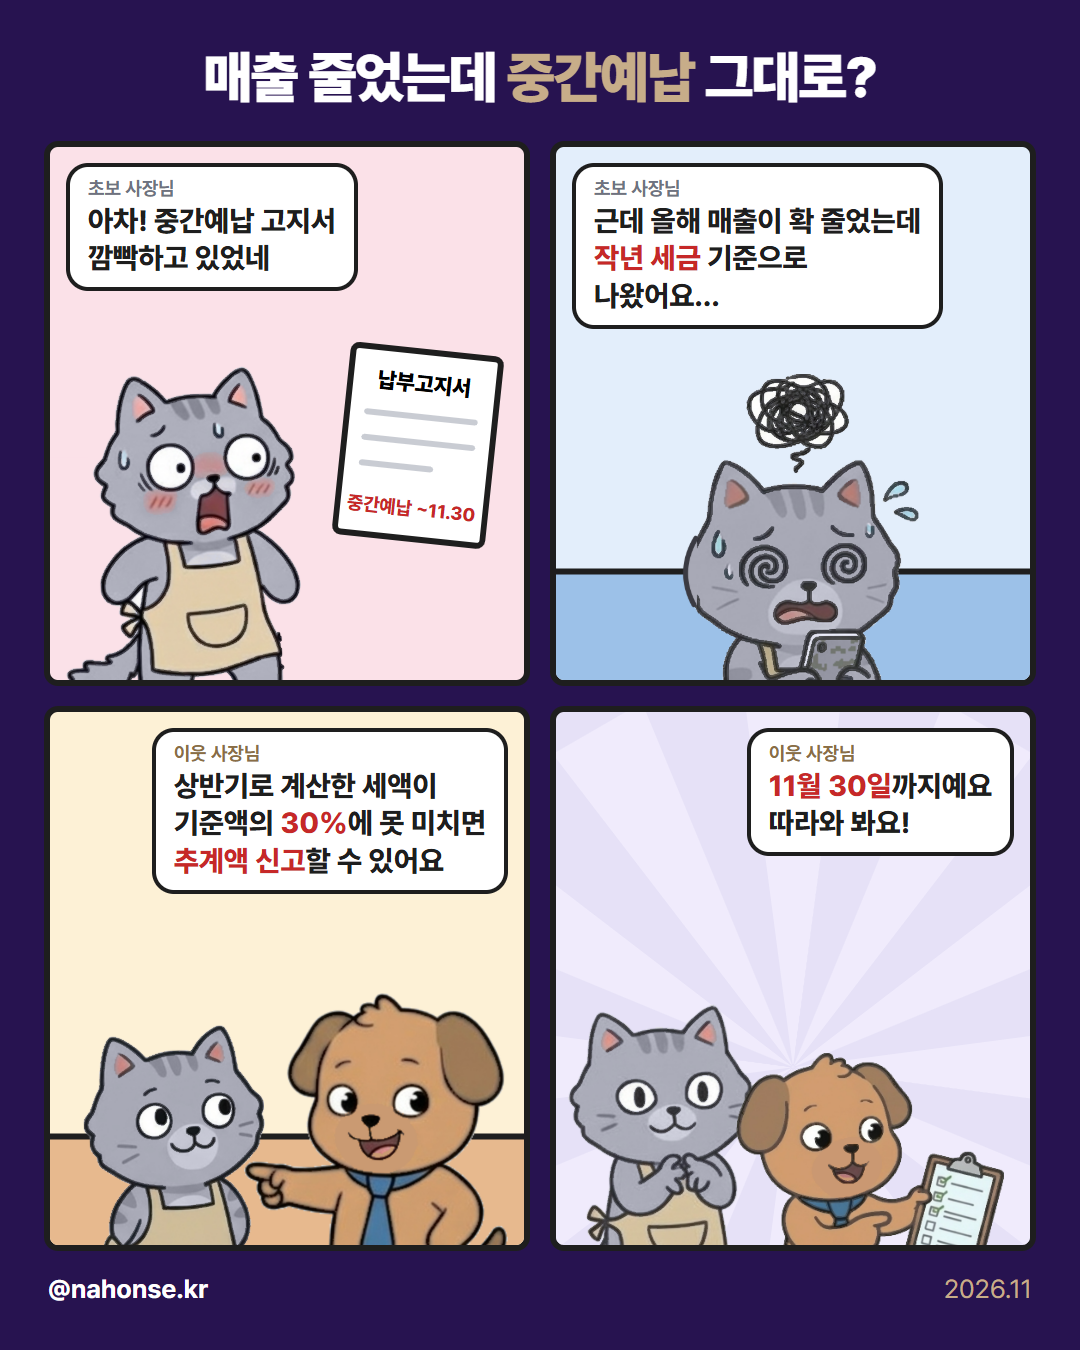 매출 줄었는데 중간예납 그대로?
초보 사장님
아차! 중간예납 고지서
깜빡하고 있었네
납부고지서
중간예납 ~11.30
초보 사장님
근데 올해 매출이 확 줄었는데
작년 세금 기준으로
나왔어요...
이웃 사장님
상반기로 계산한 세액이
기준액의 30%에 못 미치면
추계액 신고할 수 있어요
이웃 사장님
11월 30일까지예요
따라와 봐요!
@nahonse.kr
2026.11